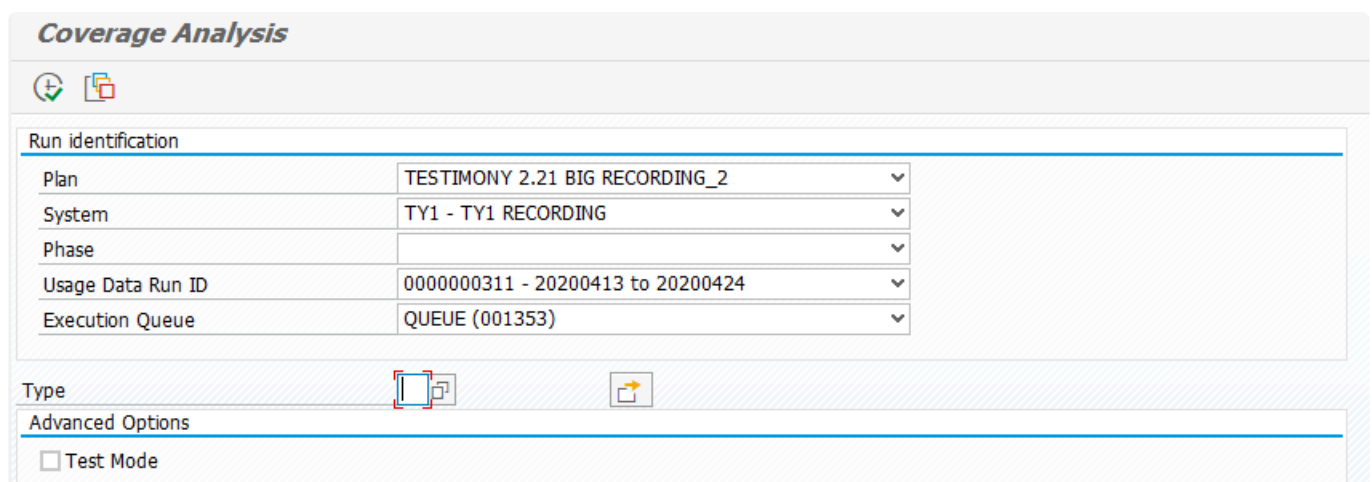 Coverage Analysis
Run identification
Plan TESTIMONY 2.21 BIG RECORDING_2
System TY1 - TY1 RECORDING
Phase
Usage Data Run ID 0000000311 - 20200413 to 20200424
Execution Queue QUEUE (001353)
Type
Advanced Options
Test Mode